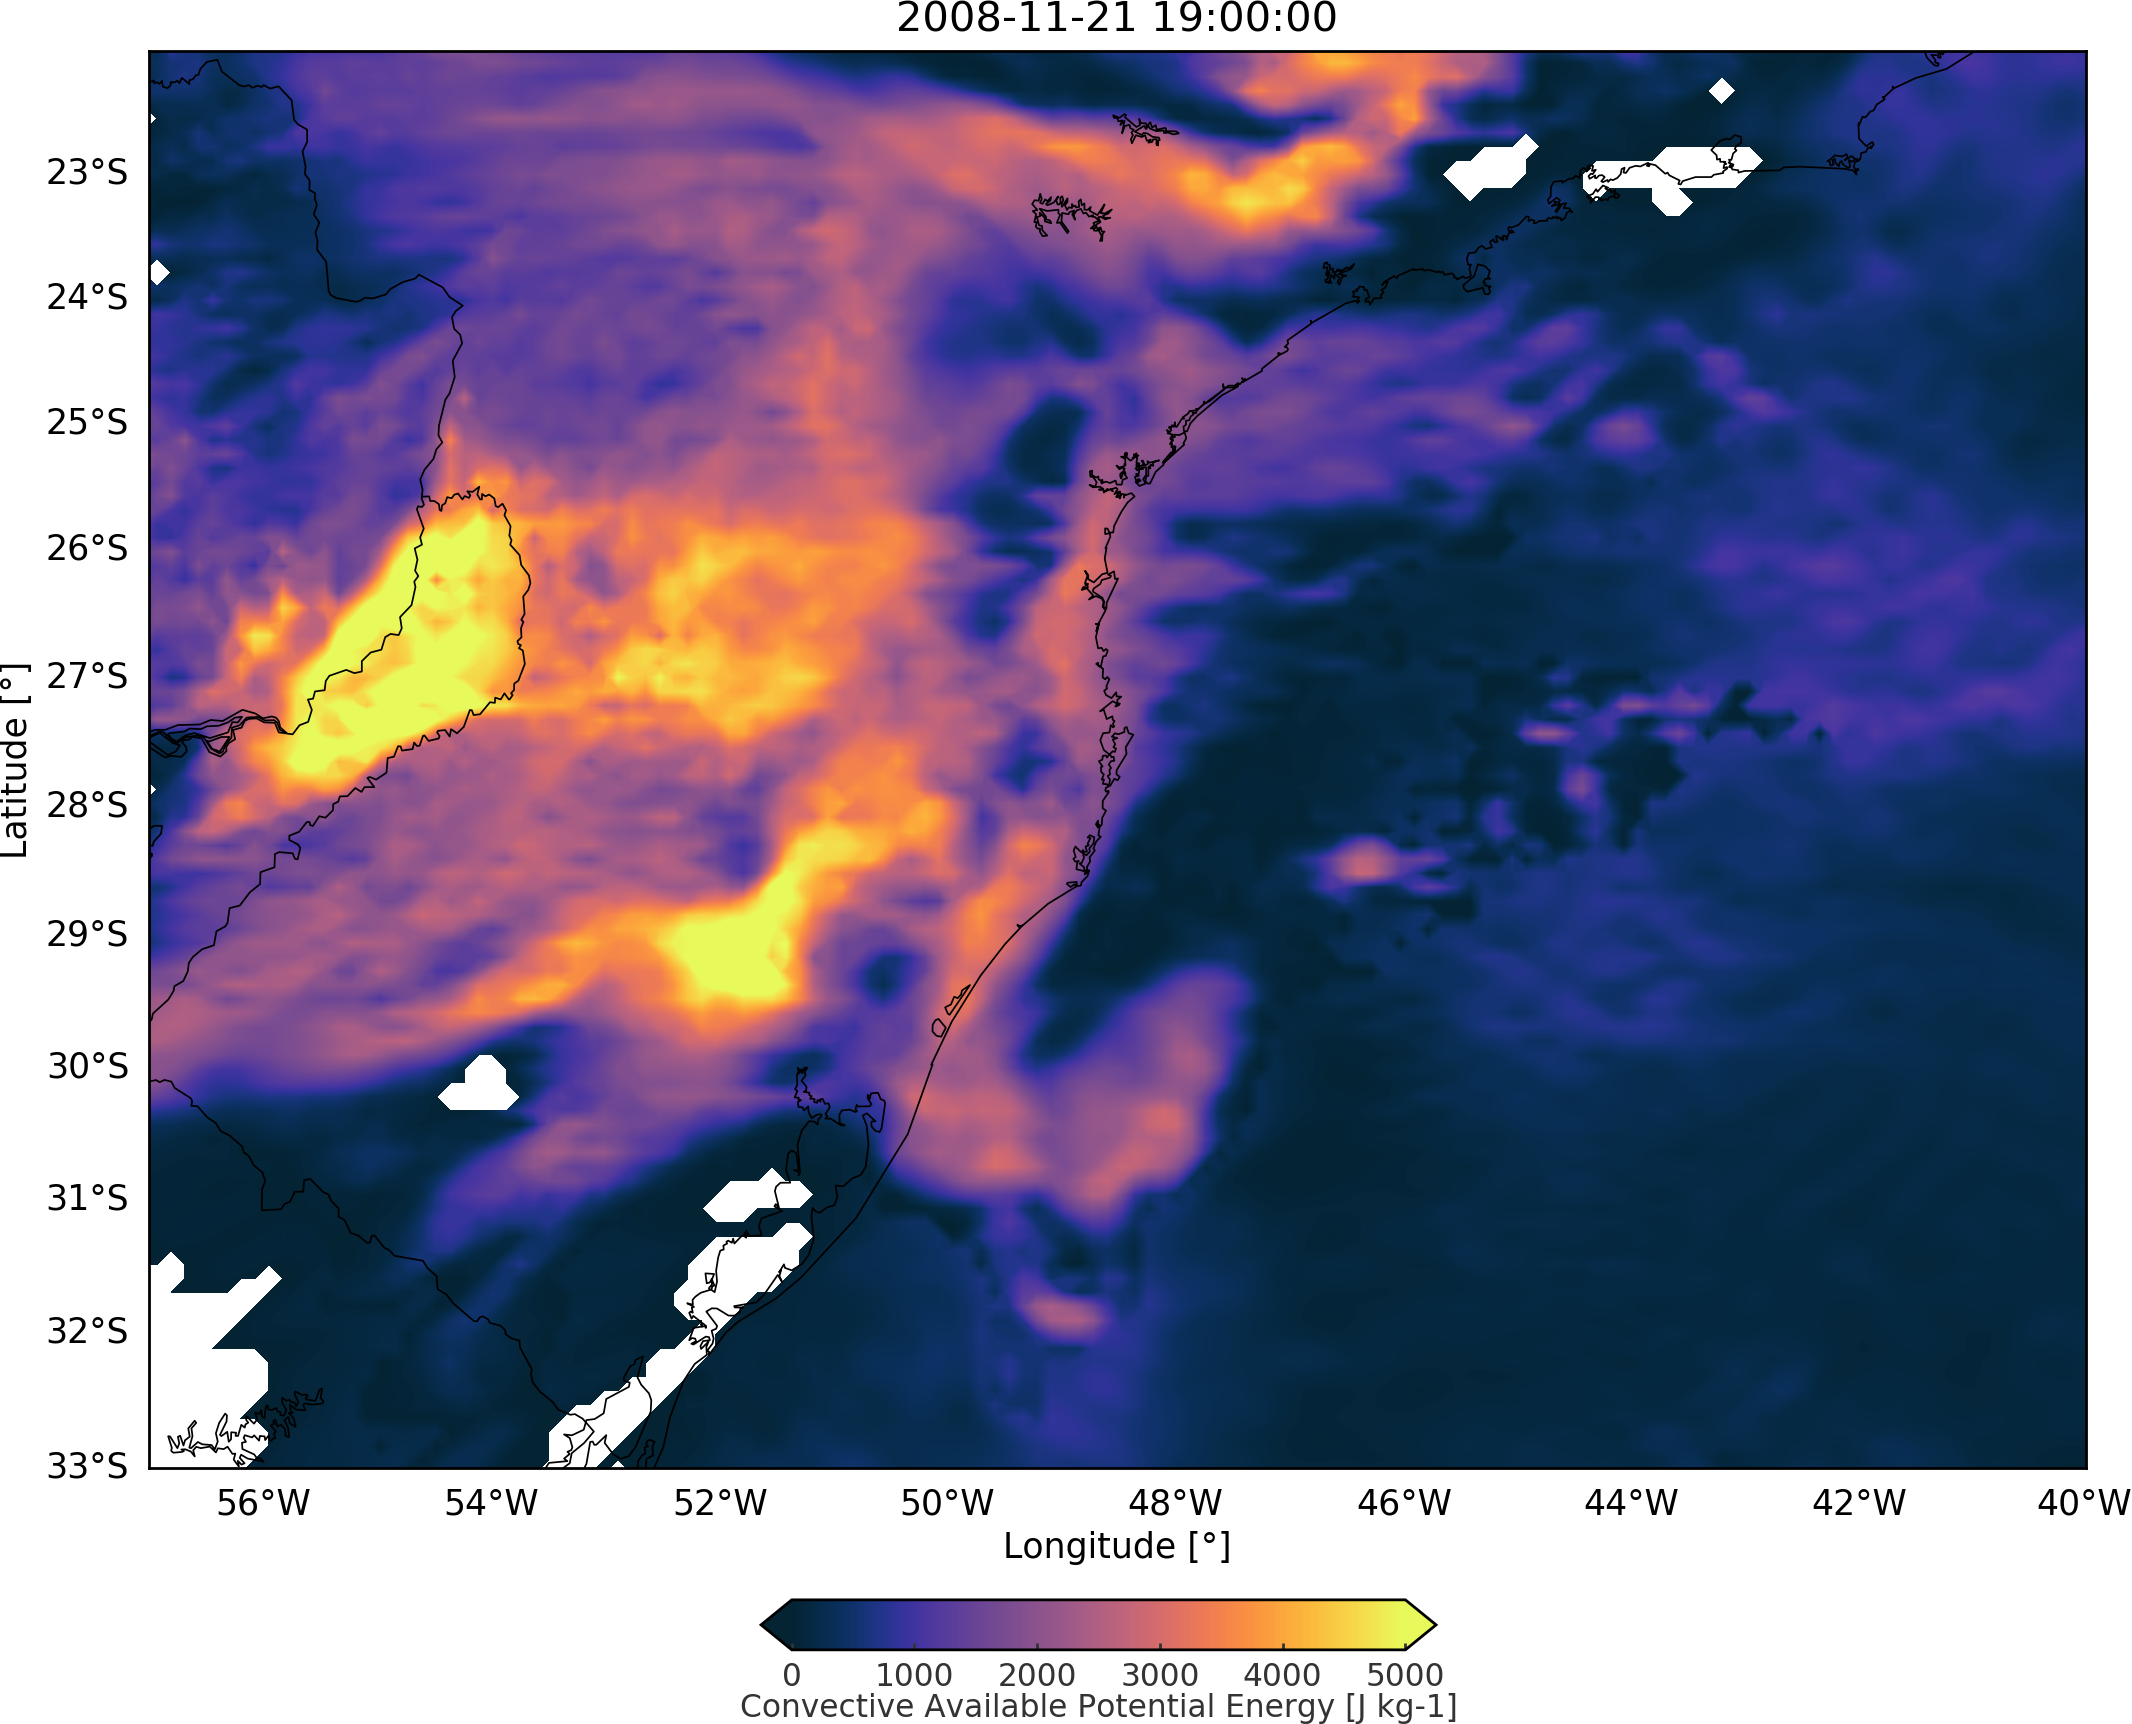 2008-11-21 19:00:00
23°S
24°S
25°S
26°S
27°S
28°S
29°S
30°S
31°S
32°S
33°S
Latitude [°]
56°W 54°W 52°W 50°W 48°W 46°W 44°W 42°W 40°W
Longitude [°]
0 1000 2000 3000 4000 5000
Convective Available Potential Energy [J kg-1]